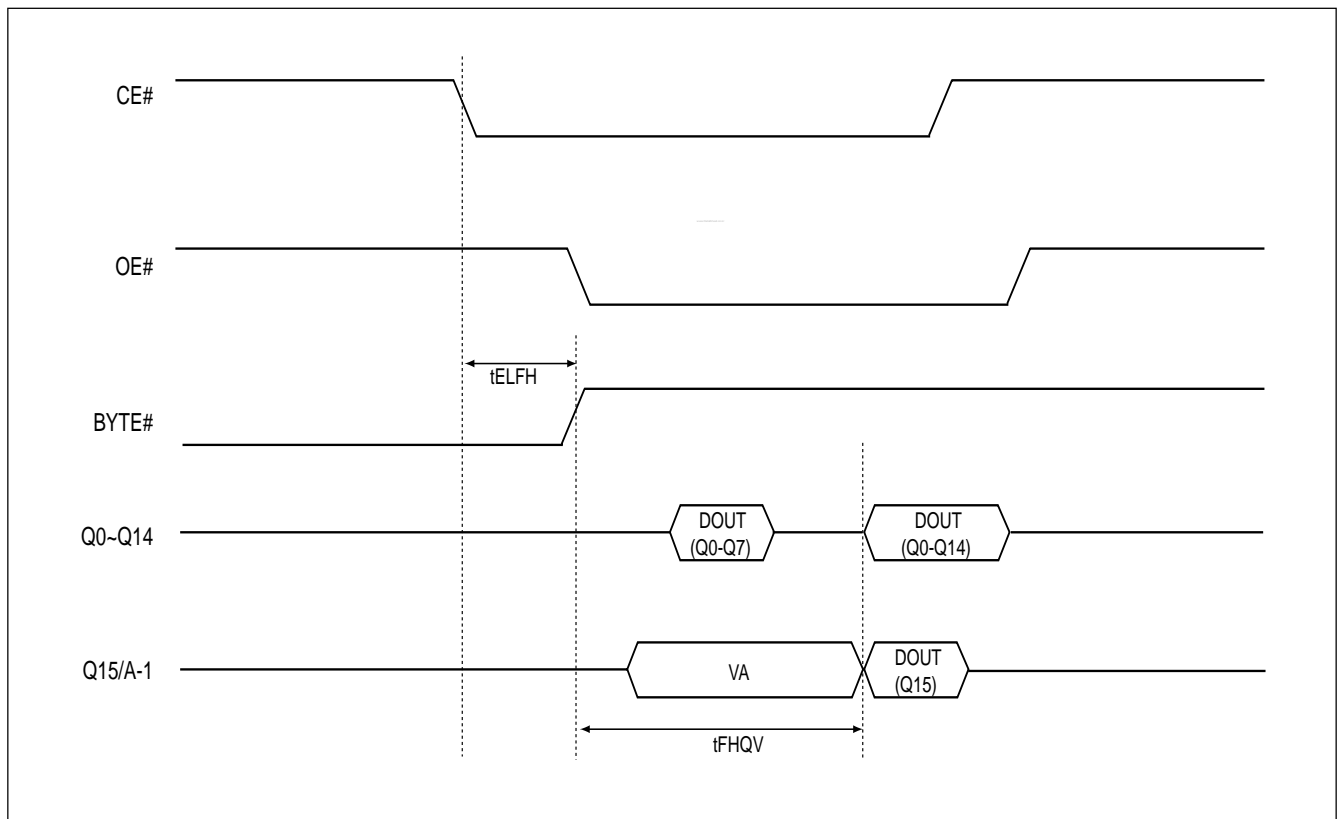 CE#
OE#
tELFH
BYTE#
Q0~Q14
DOUT
(Q0-Q7)
DOUT
(Q0-Q14)
Q15/A-1
VA
DOUT
(Q15)
tFHQV